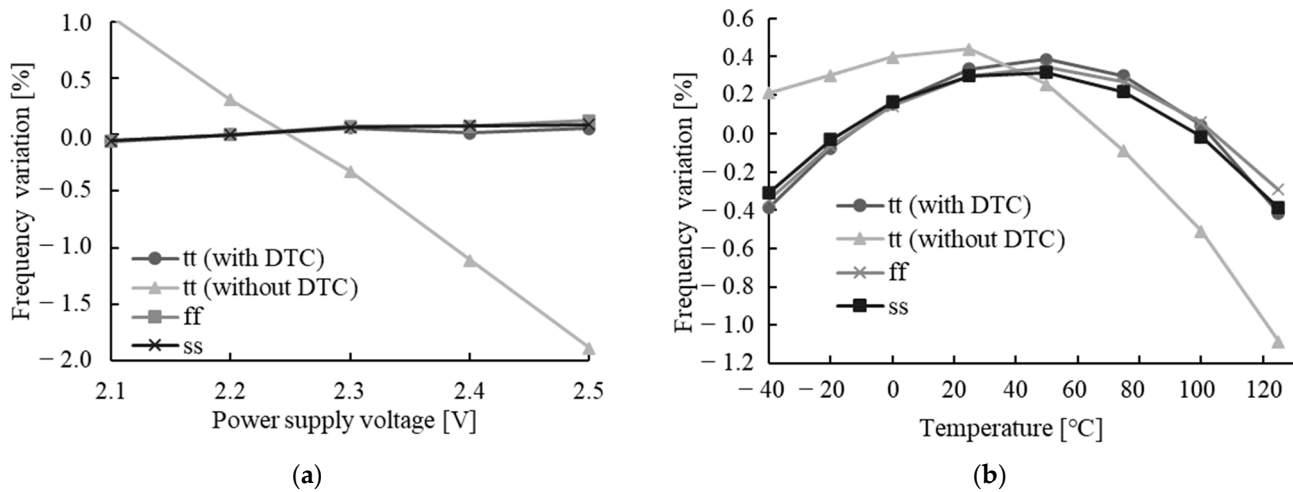 Frequency variation [%]
1.0
0.5
0.0
−0.5
−1.0
−1.5
−2.0
tt (with DTC)
tt (without DTC)
ff
ss
2.1 2.2 2.3 2.4 2.5
Power supply voltage [V]
(a)
Frequency variation [%]
0.6
0.4
0.2
0.0
−0.2
−0.4
−0.6
−0.8
−1.0
−1.2
tt (with DTC)
tt (without DTC)
ff
ss
−40 −20 0 20 40 60 80 100 120
Temperature [°C]
(b)